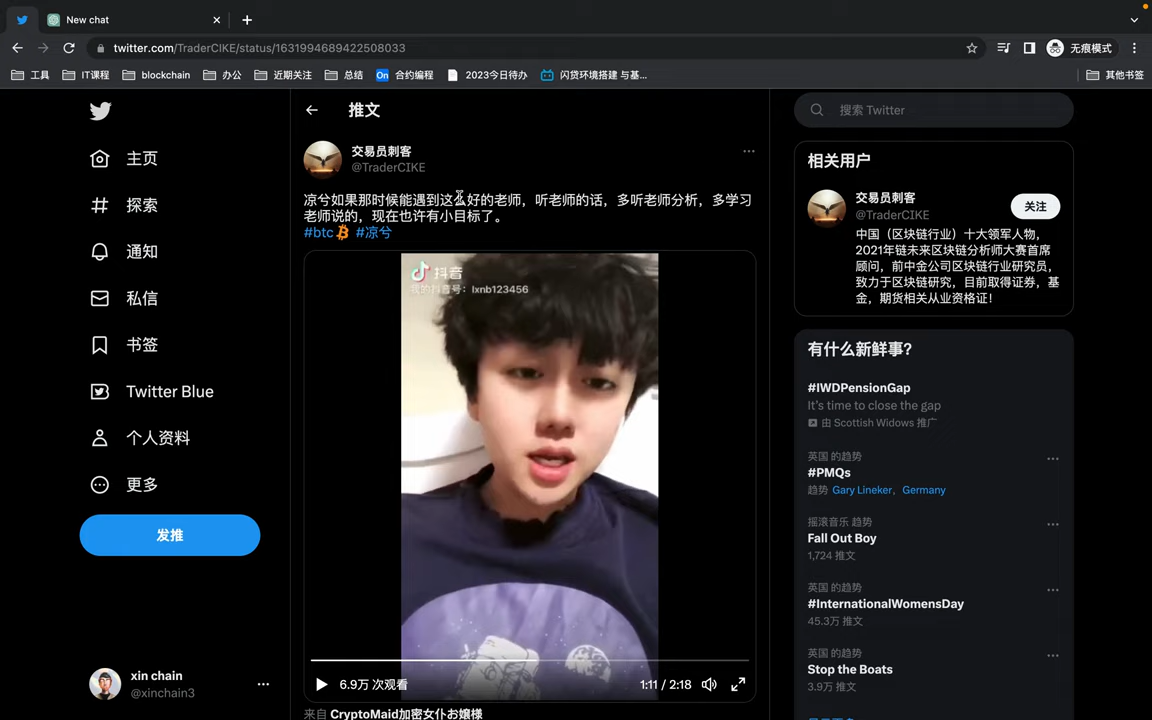 New chat
twitter.com/TraderCIKE/status/1631994689422508033
无痕模式
工具
IT课程
blockchain
办公
近期关注
总结
On 合约编程
2023今日待办
闪贷环境搭建 与基...
其他书签
主页
探索
通知
私信
书签
Twitter Blue
个人资料
更多
发推
xin chain
@xinchain3
推文
交易员刺客
@TraderCIKE
凉兮如果那时候能遇到这么好的老师，听老师的话，多听老师分析，多学习
老师说的，现在也许有小目标了。
#btc #凉兮
抖音
我的抖音号：lxnb123456
6.9万 次观看
1:11 / 2:18
来自 CryptoMaid加密女仆お嬢様
搜索 Twitter
相关用户
交易员刺客
@TraderCIKE
关注
中国（区块链行业）十大领军人物，
2021年链未来区块链分析师大赛首席
顾问，前中金公司区块链行业研究员，
致力于区块链研究，目前取得证券，基
金，期货相关从业资格证！
有什么新鲜事？
#IWDPensionGap
It's time to close the gap
由 Scottish Widows 推广
英国 的趋势
#PMQs
趋势 Gary Lineker, Germany
摇滚音乐 趋势
Fall Out Boy
1,724 推文
英国 的趋势
#InternationalWomensDay
45.3万 推文
英国 的趋势
Stop the Boats
3.9万 推文